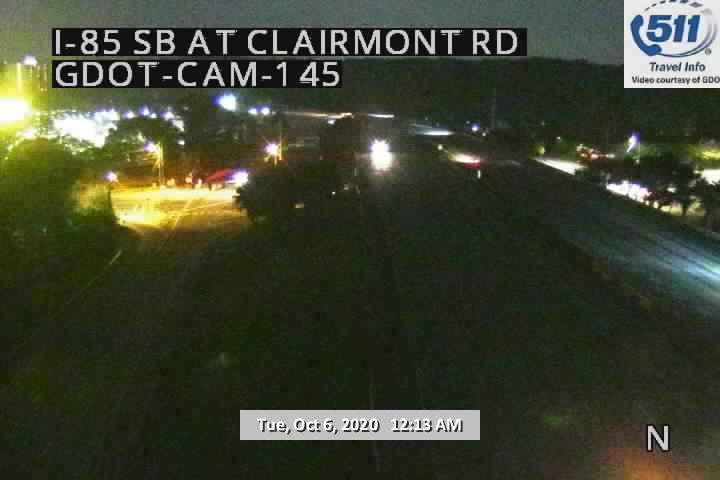 I-85 SB AT CLAIRMONT RD
GDOT-CAM-145
511
Travel Info
Video courtesy of GDO
Tue, Oct 6, 2020 12:13 AM
N